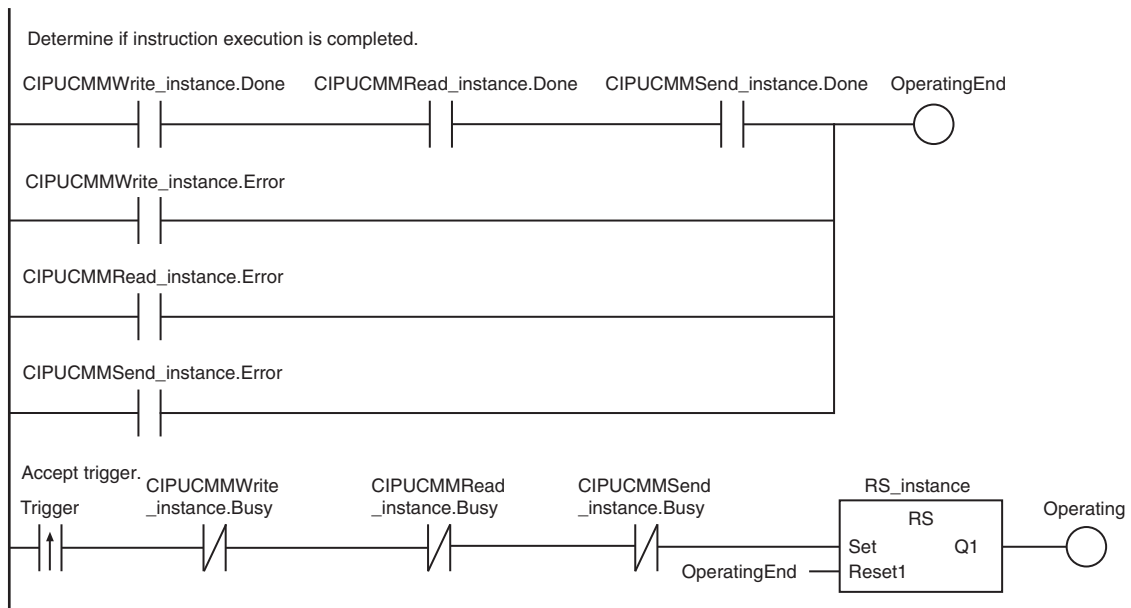 Determine if instruction execution is completed.
CIPUCMMWrite_instance.Done CIPUCMMRead_instance.Done CIPUCMMSend_instance.Done OperatingEnd
CIPUCMMWrite_instance.Error
CIPUCMMRead_instance.Error
CIPUCMMSend_instance.Error
Accept trigger.
Trigger
CIPUCMMWrite
_instance.Busy
CIPUCMMRead
_instance.Busy
CIPUCMMSend
_instance.Busy
RS_instance
RS
Set Q1
Reset1
OperatingEnd
Operating